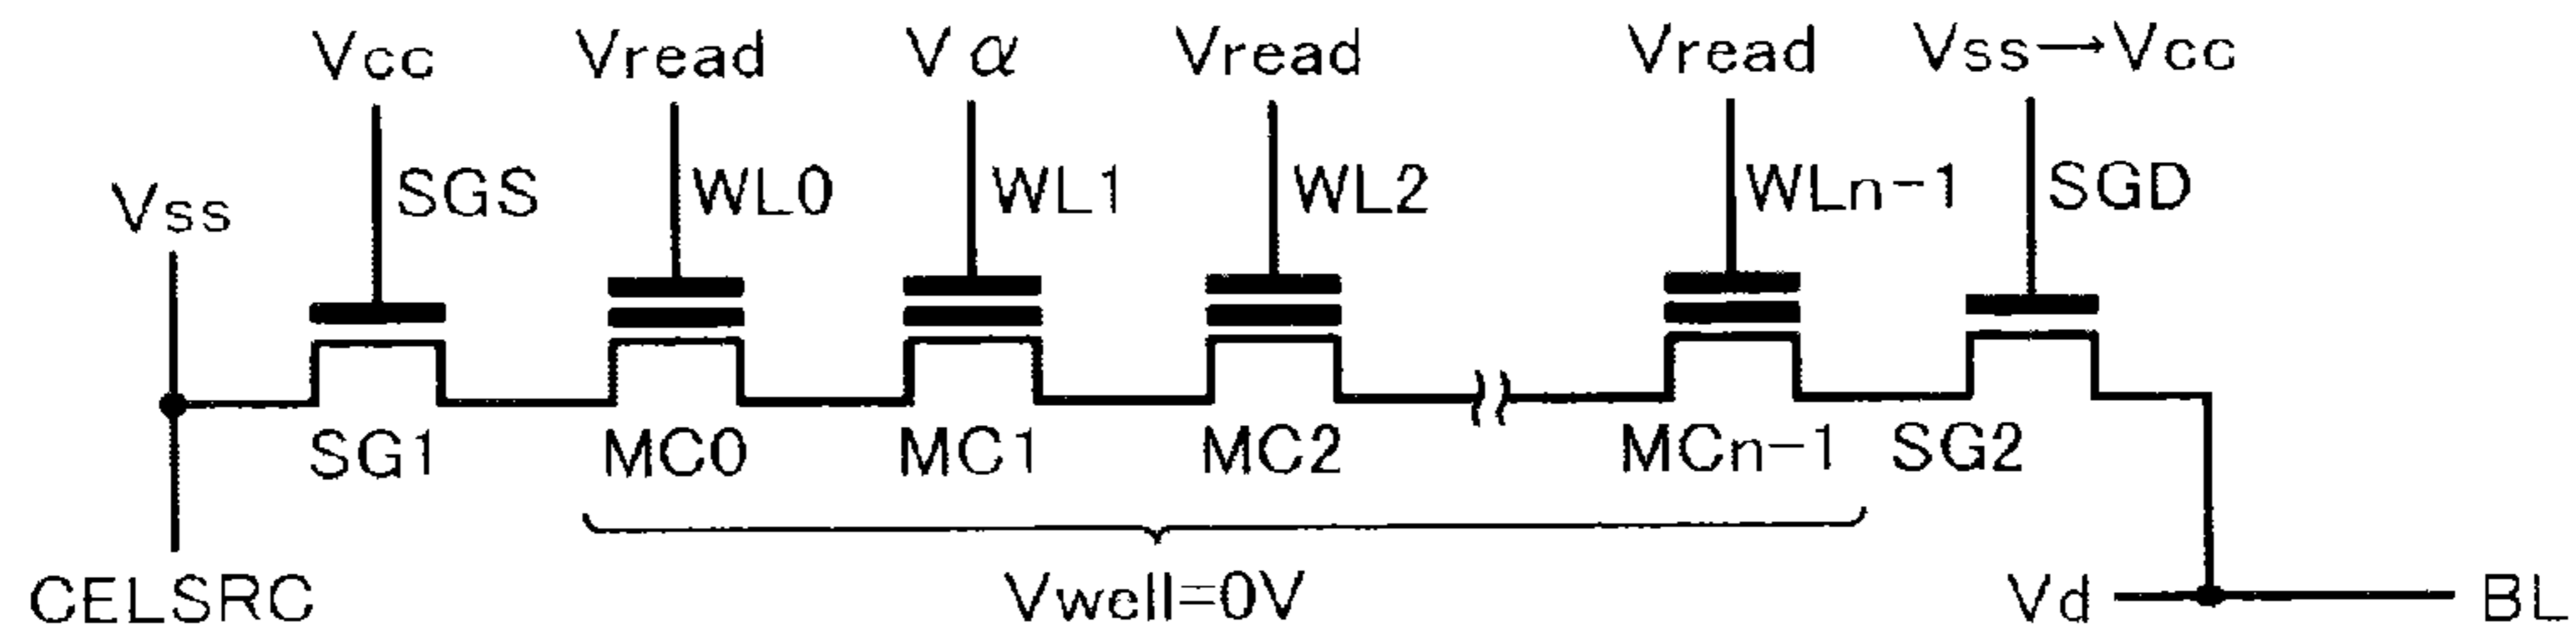 Vcc Vread Vα Vread Vread Vss→Vcc
Vss SGS WL0 WL1 WL2 WLn-1 SGD
SG1 MC0 MC1 MC2 MCn-1 SG2
CELSRC Vwell=0V Vd BL